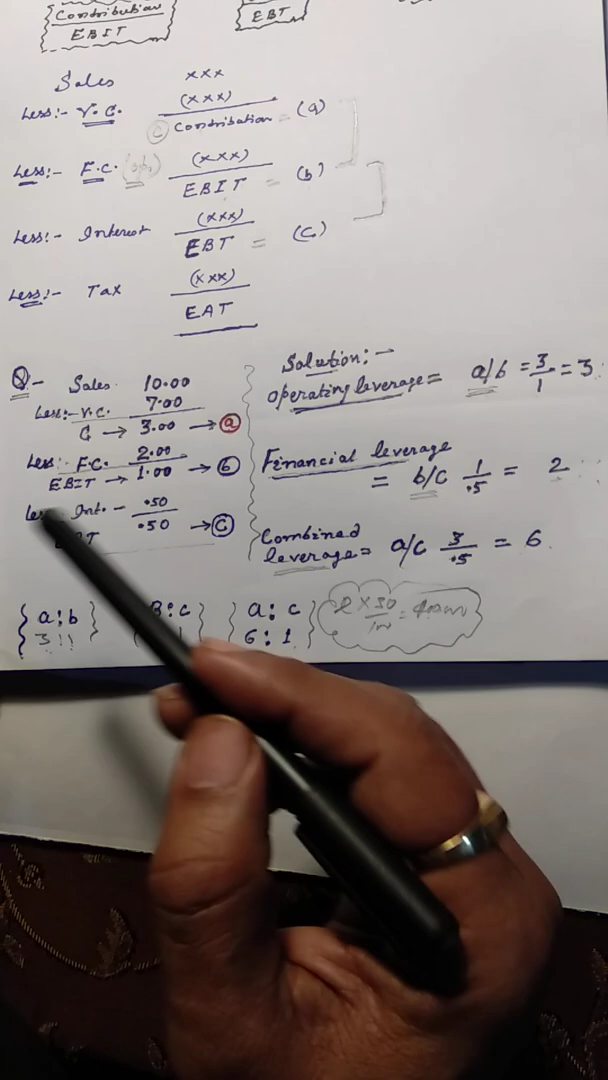 Contribution
EBIT
EBT
Sales xxx
Less:- V.C. (xxx)
Contribution = (a)
Less:- F.C. (xxx)
EBIT = (b)
Less:- Interest (xxx)
EBT = (C)
Less:- Tax (xxx)
EAT
Q- Sales 10.00
Less:- V.C. 7.00
C → 3.00 → a
Less:- F.C. 2.00
EBIT → 1.00 → b
Int. - .50
.50 → C
Solution:-
Operating leverage = a/b = 3/1 = 3
Financial leverage
= b/c 1/.5 = 2
Combined
leverage = a/c 3/.5 = 6
a:b B:c a:c
3:1 6:1